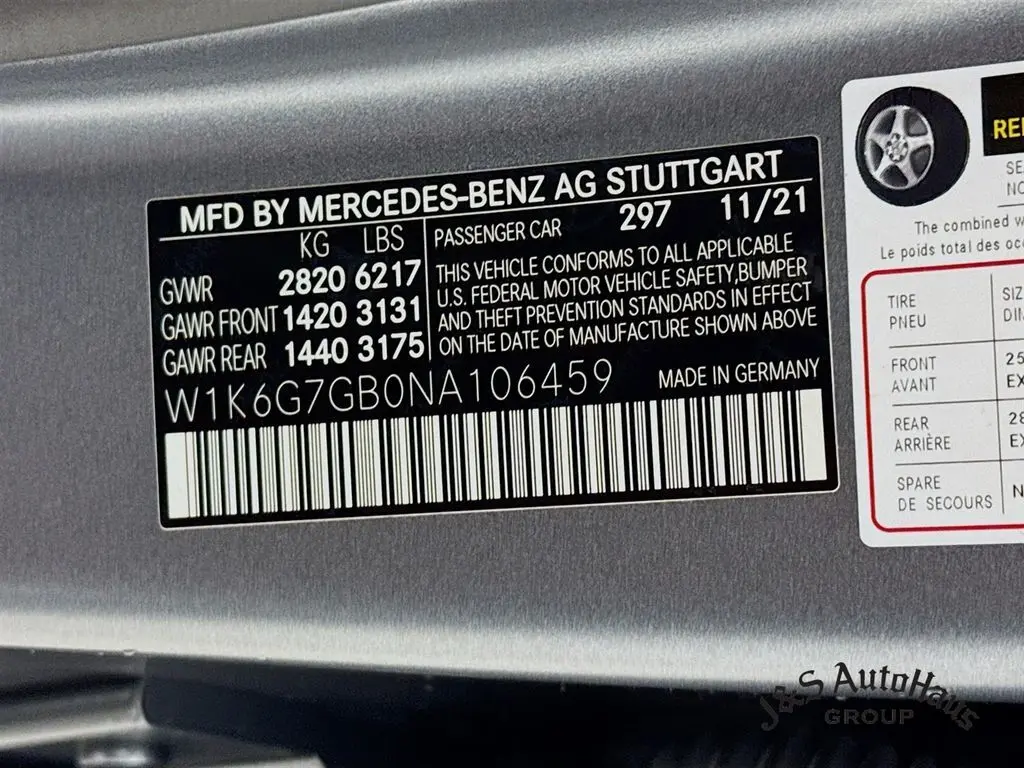 MFD BY MERCEDES-BENZ AG STUTTGART
KG LBS
GVWR 2820 6217
GAWR FRONT 1420 3131
GAWR REAR 1440 3175
PASSENGER CAR 297 11/21
THIS VEHICLE CONFORMS TO ALL APPLICABLE
U.S. FEDERAL MOTOR VEHICLE SAFETY,BUMPER
AND THEFT PREVENTION STANDARDS IN EFFECT
ON THE DATE OF MANUFACTURE SHOWN ABOVE
W1K6G7GB0NA106459 MADE IN GERMANY
The combined
Le poids total des
TIRE
PNEU
FRONT
AVANT
REAR
ARRIÈRE
SPARE
DE SECOURS
J&S AutoHaus
GROUP